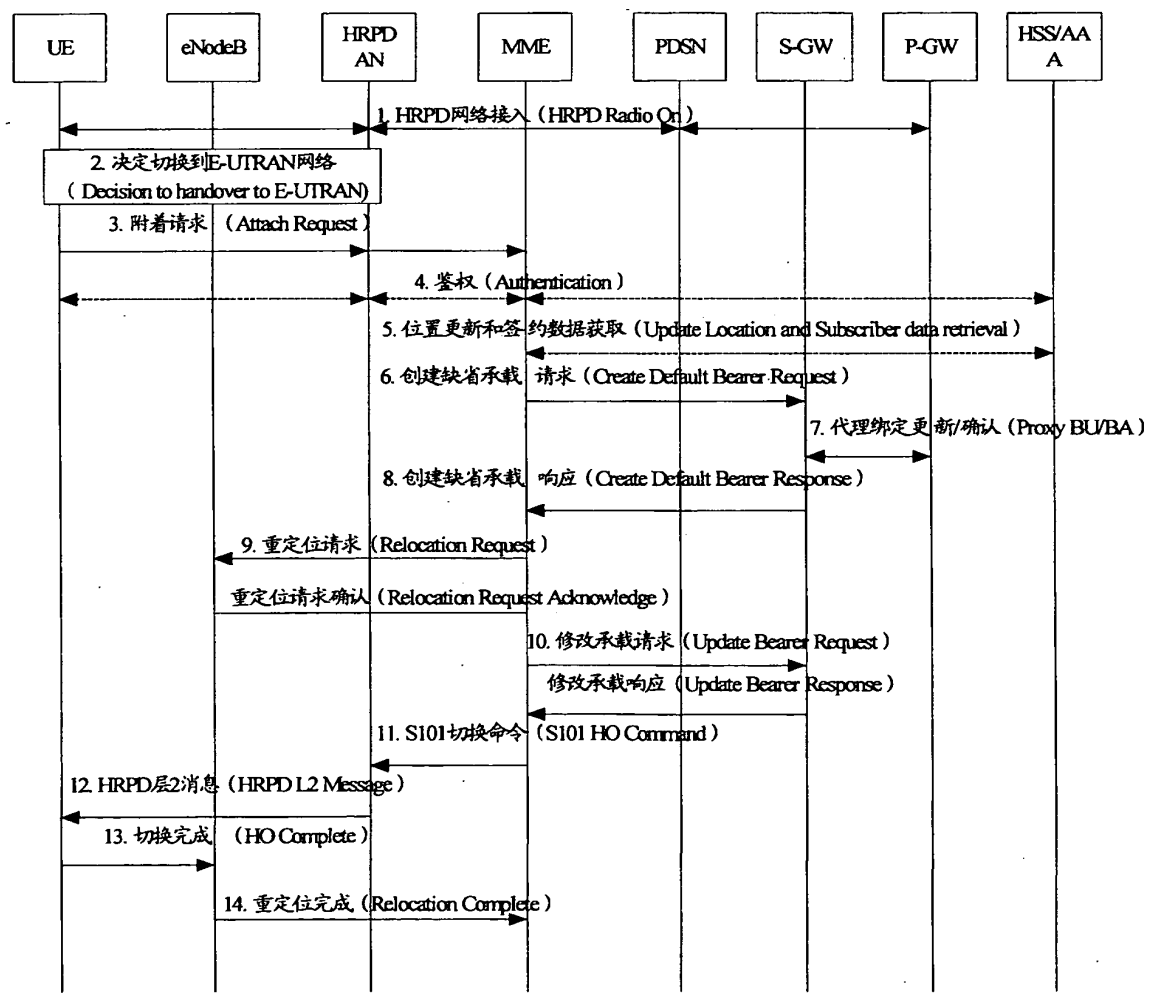 UE
eNodeB
HRPD
AN
MME
PDSN
S-GW
P-GW
HSS/AA
A
1. HRPD网络接入（HRPD Radio On）
2. 决定切换到E-UTRAN网络
（ Decision to handover to E-UTRAN)
3. 附着请求 （Attach Request）
4. 鉴权（Authentication）
5. 位置更新和签约数据获取（Update Location and Subscriber data retrieval）
6. 创建缺省承载 请求（Create Default Bearer Request）
7. 代理绑定更新/确认（Proxy BU/BA）
8. 创建缺省承载 响应（Create Default Bearer Response）
9. 重定位请求（Relocation Request）
重定位请求确认（Relocation Request Acknowledge）
10. 修改承载请求（Update Bearer Request）
修改承载响应（Update Bearer Response）
11. S101切换命令（S101 HO Command）
12. HRPD层2消息（HRPD L2 Message）
13. 切换完成 （HO Complete）
14. 重定位完成（Relocation Complete）